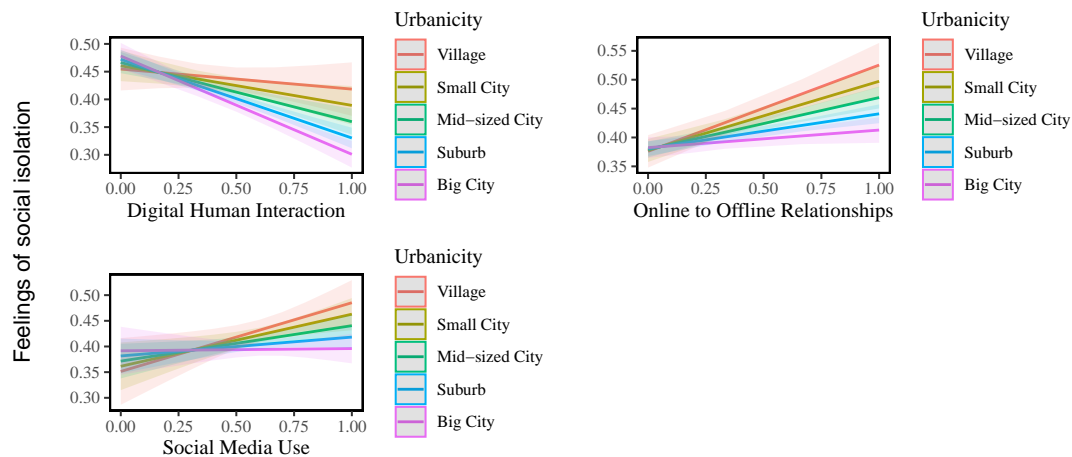 Feelings of social isolation
0.50
0.45
0.40
0.35
0.30
0.00 0.25 0.50 0.75 1.00
Digital Human Interaction
Urbanicity
Village
Small City
Mid−sized City
Suburb
Big City
0.55
0.50
0.45
0.40
0.35
0.00 0.25 0.50 0.75 1.00
Online to Offline Relationships
Urbanicity
Village
Small City
Mid−sized City
Suburb
Big City
0.50
0.45
0.40
0.35
0.30
0.00 0.25 0.50 0.75 1.00
Social Media Use
Urbanicity
Village
Small City
Mid−sized City
Suburb
Big City